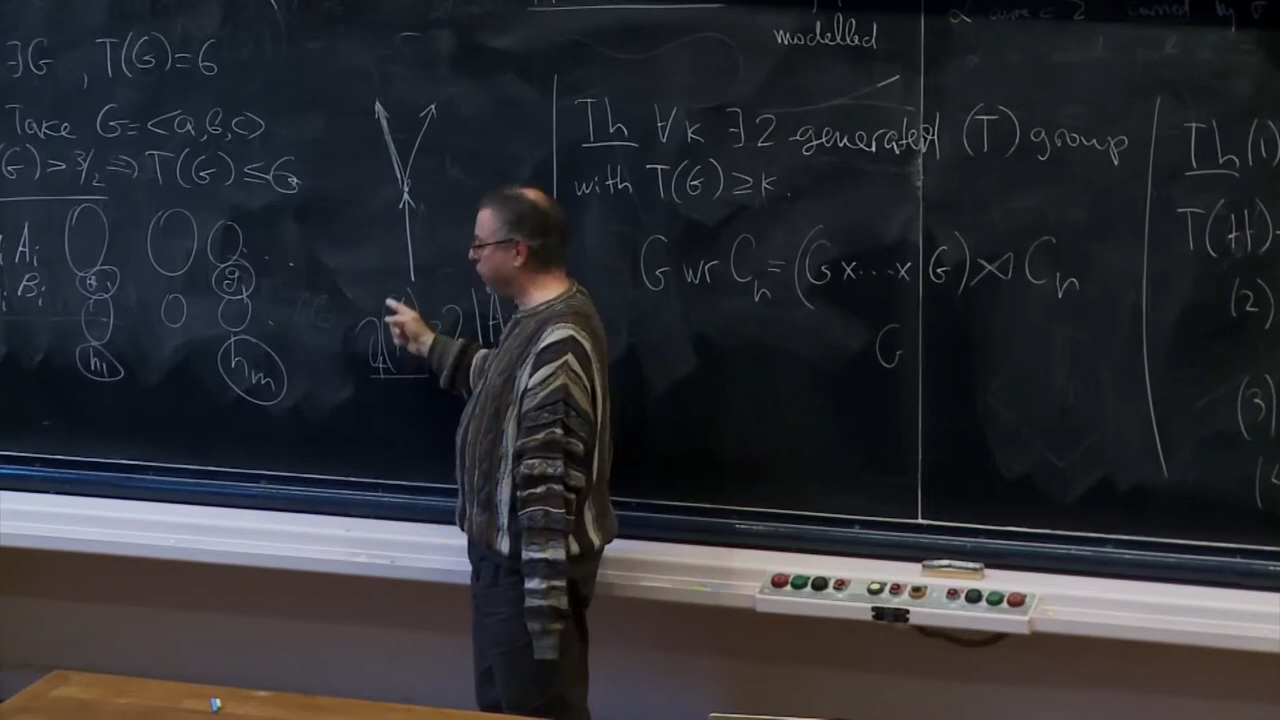 ∃G , T(G)=6
Take G=<a,b,c>
(G)>3/2 ⇒ T(G)≤6
A_i
B_i
h_1
h_m
modelled
Th ∀k ∃2-generated (T) group
with T(G)≥k.
G wr C_n=(G×...×G)⋊C_n
G
Th(1)
T(H)
(2)
(3)